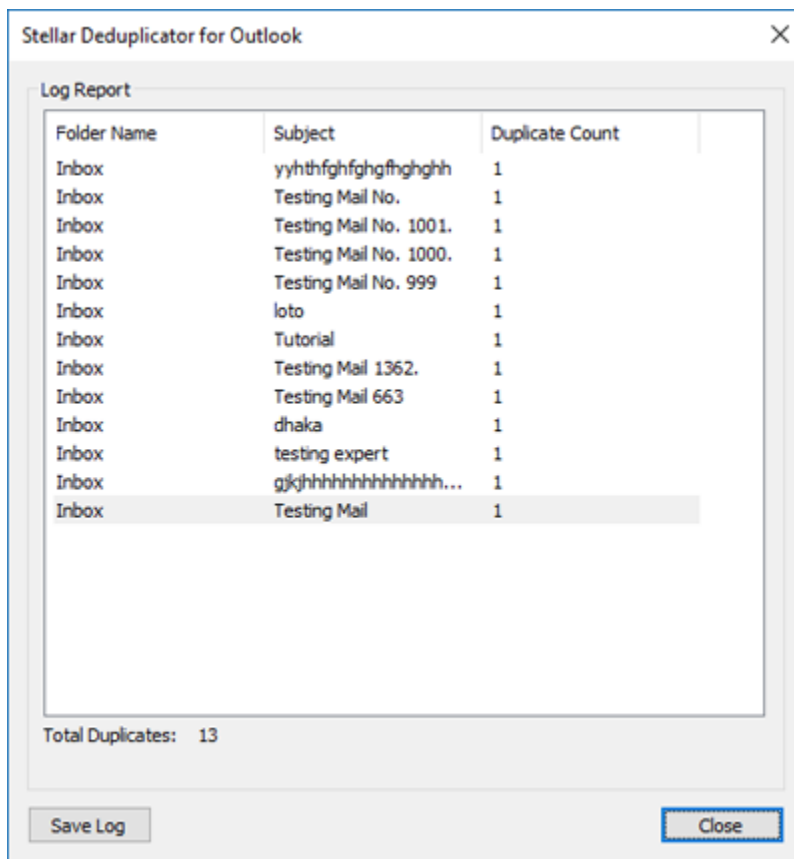 Stellar Deduplicator for Outlook
Log Report
Folder Name Subject Duplicate Count
Inbox yyhthfghfghgfhghghh 1
Inbox Testing Mail No. 1
Inbox Testing Mail No. 1001. 1
Inbox Testing Mail No. 1000. 1
Inbox Testing Mail No. 999 1
Inbox loto 1
Inbox Tutorial 1
Inbox Testing Mail 1362. 1
Inbox Testing Mail 663 1
Inbox dhaka 1
Inbox testing expert 1
Inbox gjkjhhhhhhhhhhhhhh... 1
Inbox Testing Mail 1
Total Duplicates: 13
Save Log Close